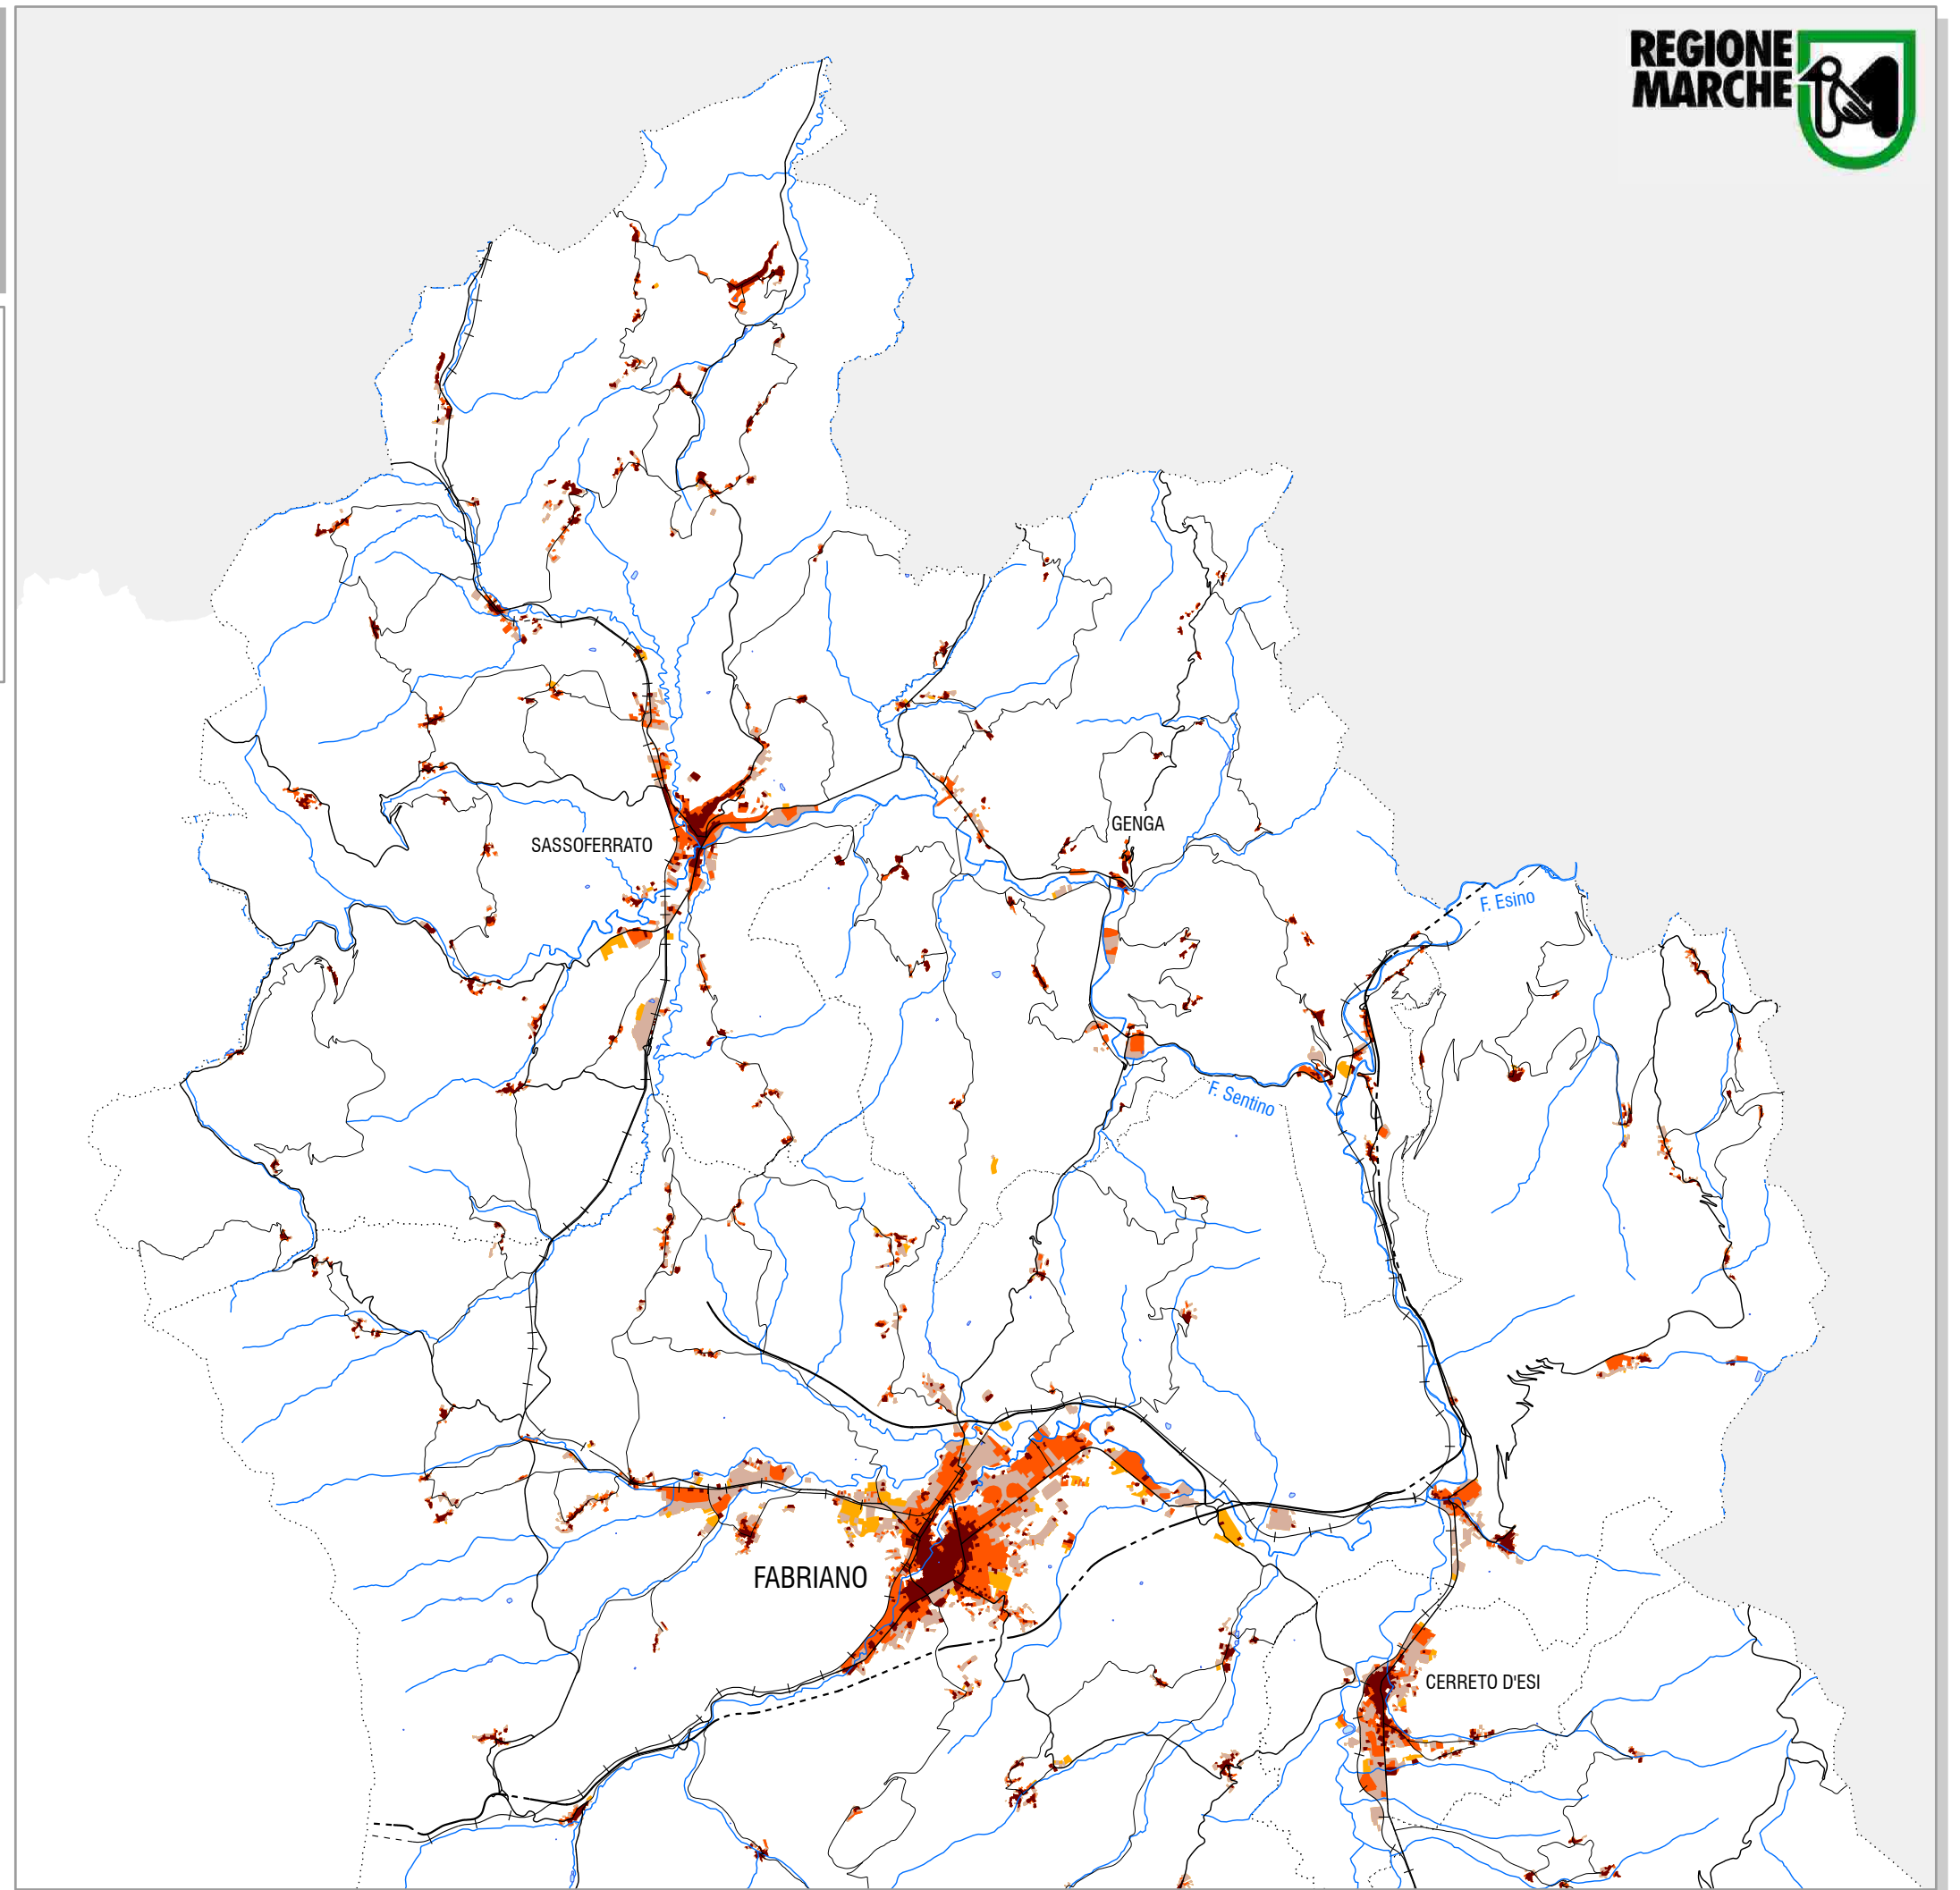 REGIONE
MARCHE
SASSOFERRATO
GENGA
F. Esino
F. Sentino
FABRIANO
CERRETO D'ESI